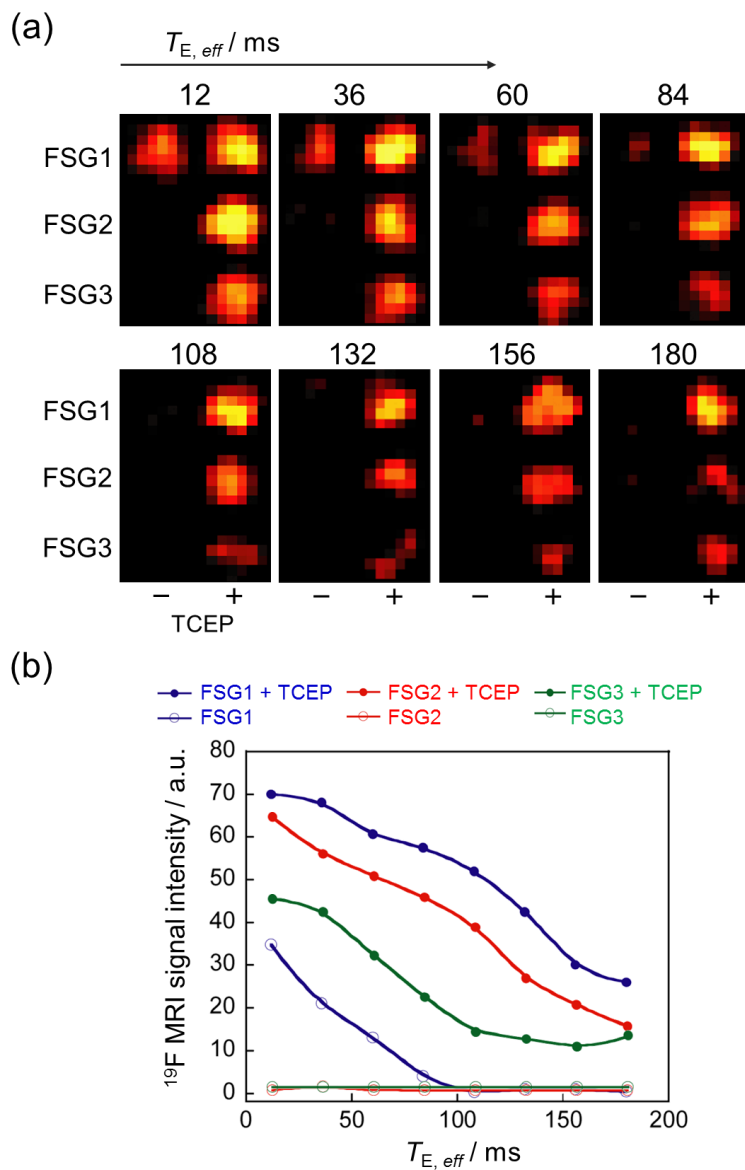 (a)
T_E, eff / ms
12 36 60 84
FSG1
FSG2
FSG3
108 132 156 180
FSG1
FSG2
FSG3
− + − + − + − +
TCEP
(b)
FSG1 + TCEP FSG2 + TCEP FSG3 + TCEP
FSG1 FSG2 FSG3
80
70
60
50
40
30
20
10
0
¹⁹F MRI signal intensity / a.u.
0 50 100 150 200
T_E, eff / ms